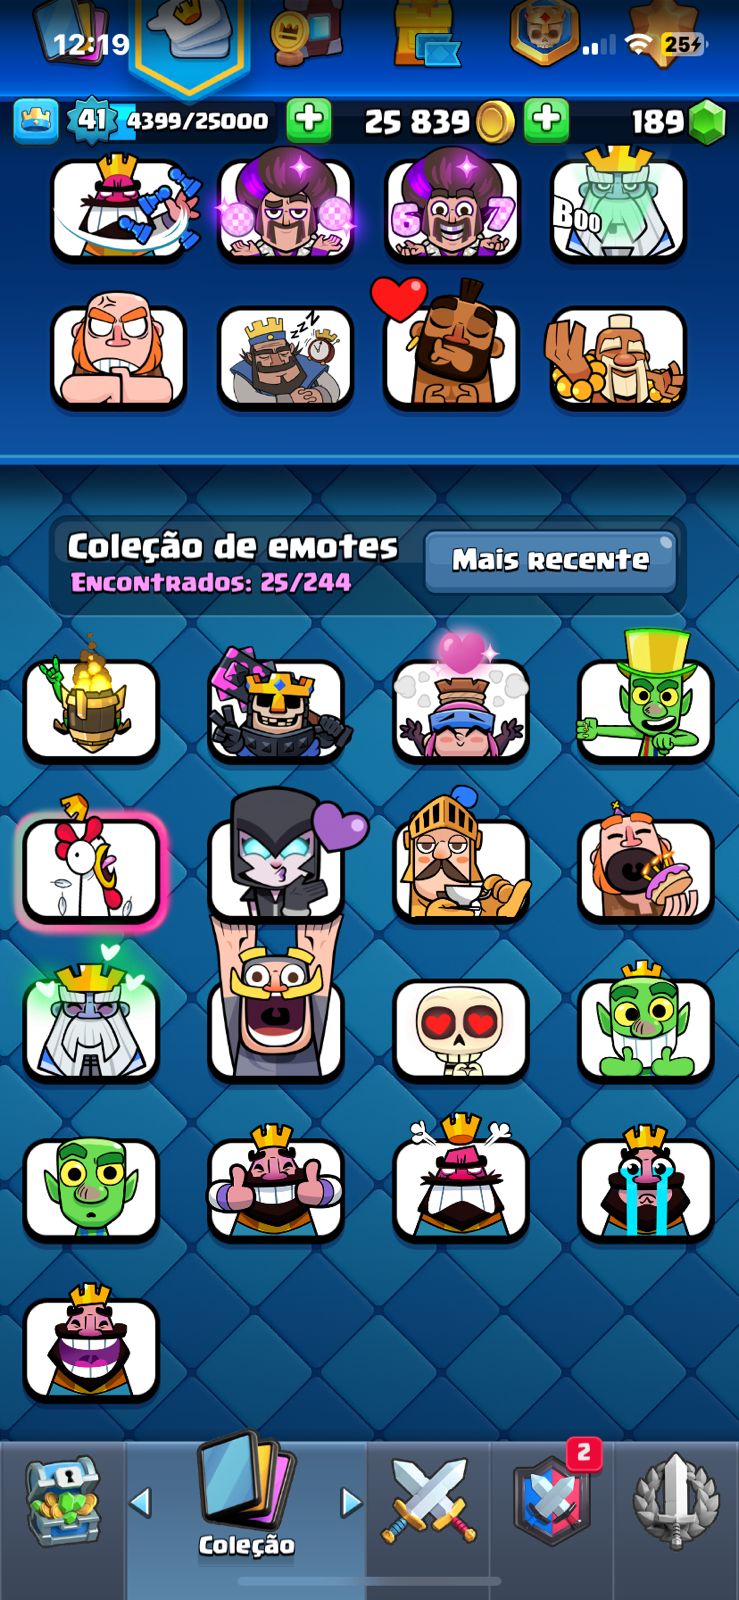 12:19
25
41
4399/25000
25 839
189
6 7
Boo
zzz
Coleção de emotes
Mais recente
Encontrados: 25/244
2
Coleção